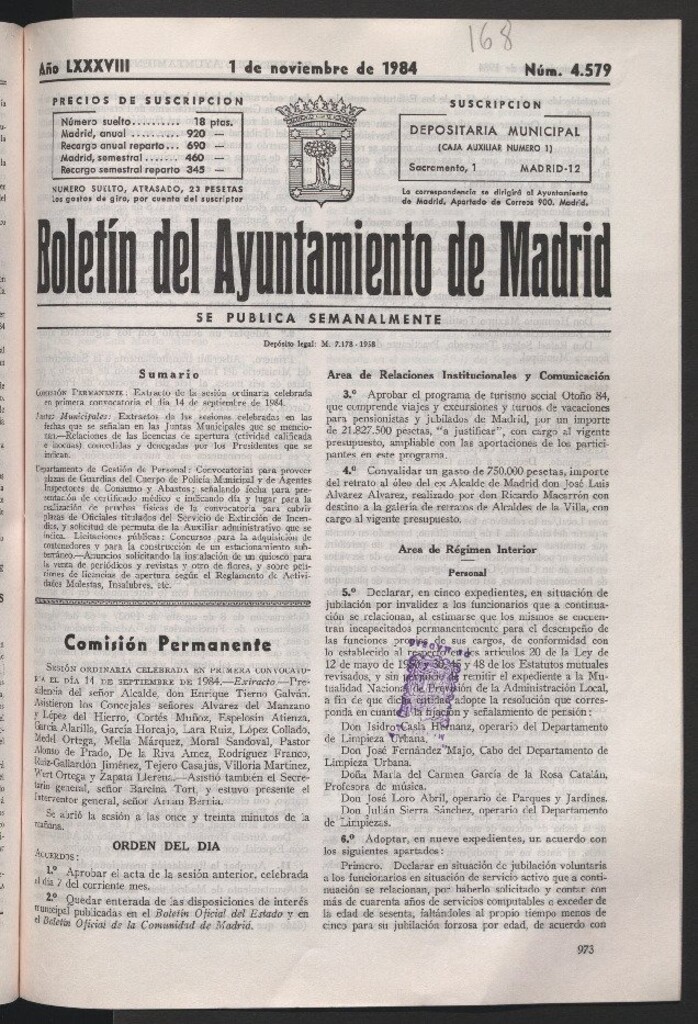 168
Año LXXXVIII 1 de noviembre de 1984 Núm. 4.579
PRECIOS DE SUSCRIPCION
Número suelto.......... 18 ptas.
Madrid, anual .......... 920 —
Recargo anual reparto... 690 —
Madrid, semestral ....... 460 —
Recargo semestral reparto 345 —
NUMERO SUELTO, ATRASADO, 23 PESETAS
Los gastos de giro, por cuenta del suscriptor
SUSCRIPCION
DEPOSITARIA MUNICIPAL
(CAJA AUXILIAR NUMERO 1)
Sacramento, 1 MADRID-12
La correspondencia se dirigirá al Ayuntamiento
de Madrid, Apartado de Correos 900. Madrid.
Boletín del Ayuntamiento de Madrid
SE PUBLICA SEMANALMENTE
Depósito legal: M. 7.178 - 1958
Sumario
COMISIÓN PERMANENTE: Extracto de la sesión ordinaria celebrada
en primera convocatoria el día 14 de septiembre de 1984.
Juntas Municipales: Extractos de las sesiones celebradas en las
fechas que se señalan en las Juntas Municipales que se mencio-
nan.—Relaciones de las licencias de apertura (actividad calificada
e inocuas) concedidas y denegadas por los Presidentes que se
indican.
Departamento de Gestión de Personal: Convocatorias para proveer
plazas de Guardias del Cuerpo de Policía Municipal y de Agentes
Inspectores de Consumo y Abastos; señalando fecha para pre-
sentación de certificado médico e indicando día y lugar para la
realización de pruebas físicas de la convocatoria para cubrir
plazas de Oficiales titulados del Servicio de Extinción de Incen-
dios, y solicitud de permuta de la Auxiliar administrativo que se
indica. Licitaciones públicas: Concursos para la adquisición de
contenedores y para la construcción de un estacionamiento sub-
terráneo.—Anuncios solicitando la instalación de un quiosco para
la venta de periódicos y revistas y otro de flores, y sobre peti-
ciones de licencias de apertura según el Reglamento de Activi-
dades Molestas, Insalubres, etc.
Comisión Permanente
SESIÓN ORDINARIA CELEBRADA EN PRIMERA CONVOCATO-
RIA EL DÍA 14 DE SEPTIEMBRE DE 1984.—Extracto.—Pre-
sidencia del señor Alcalde, don Enrique Tierno Galván.
Asistieron los Concejales señores Alvarez del Manzano
y López del Hierro, Cortés Muñoz, Espelosín Atienza,
García Alarilla, García Horcajo, Lara Ruiz, López Collado,
Medel Ortega, Mella Márquez, Moral Sandoval, Pastor
Alonso de Prado, De la Riva Amez, Rodríguez Franco,
Ruiz-Gallardón Jiménez, Tejero Casajús, Villoria Martínez,
Wert Ortega y Zapata Llerena.—Asistió también el Secre-
tario general, señor Barcina Tort, y estuvo presente el
Interventor general, señor Arnau Bernia.
Se abrió la sesión a las once y treinta minutos de la
mañana.
ORDEN DEL DIA
ACUERDOS:
1.º Aprobar el acta de la sesión anterior, celebrada
el día 7 del corriente mes.
2.º Quedar enterada de las disposiciones de interés
municipal publicadas en el Boletín Oficial del Estado y en
el Boletín Oficial de la Comunidad de Madrid.
Area de Relaciones Institucionales y Comunicación
3.º Aprobar el programa de turismo social Otoño 84,
que comprende viajes y excursiones y turnos de vacaciones
para pensionistas y jubilados de Madrid, por un importe
de 21.827.500 pesetas, "a justificar", con cargo al vigente
presupuesto, ampliable con las aportaciones de los partici-
pantes en este programa.
4.º Convalidar un gasto de 750.000 pesetas, importe
del retrato al óleo del ex Alcalde de Madrid don José Luis
Alvarez Alvarez, realizado por don Ricardo Macarrón con
destino a la galería de retratos de Alcaldes de la Villa, con
cargo al vigente presupuesto.
Area de Régimen Interior
Personal
5.º Declarar, en cinco expedientes, en situación de
jubilación por invalidez a los funcionarios que a continua-
ción se relacionan, al estimarse que los mismos se encuen-
tran incapacitados permanentemente para el desempeño de
las funciones de sus cargos, de conformidad con
lo establecido al artículos 20 de la Ley de
12 de mayo de y 48 de los Estatutos mutuales
revisados, y sin remitir el expediente a la Mu-
tualidad Nacional de Previsión de la Administración Local,
a fin de que adopte la resolución que corres-
ponda en cuanto a la fijación y señalamiento de pensión:
Don Isidro Casla Hernanz, operario del Departamento
de Limpieza Urbana.
Don José Fernández Majo, Cabo del Departamento de
Limpieza Urbana.
Doña María del Carmen García de la Rosa Catalán,
Profesora de música.
Don José Loro Abril, operario de Parques y Jardines.
Don Julián Sierra Sánchez, operario del Departamento
de Limpiezas.
6.º Adoptar, en nueve expedientes, un acuerdo con
los siguientes apartados:
Primero. Declarar en situación de jubilación voluntaria
a los funcionarios en situación de servicio activo que a conti-
nuación se relacionan, por haberlo solicitado y contar con
más de cuarenta años de servicios computables o exceder de
la edad de sesenta, faltándoles al propio tiempo menos de
cinco para su jubilación forzosa por edad, de acuerdo con
973